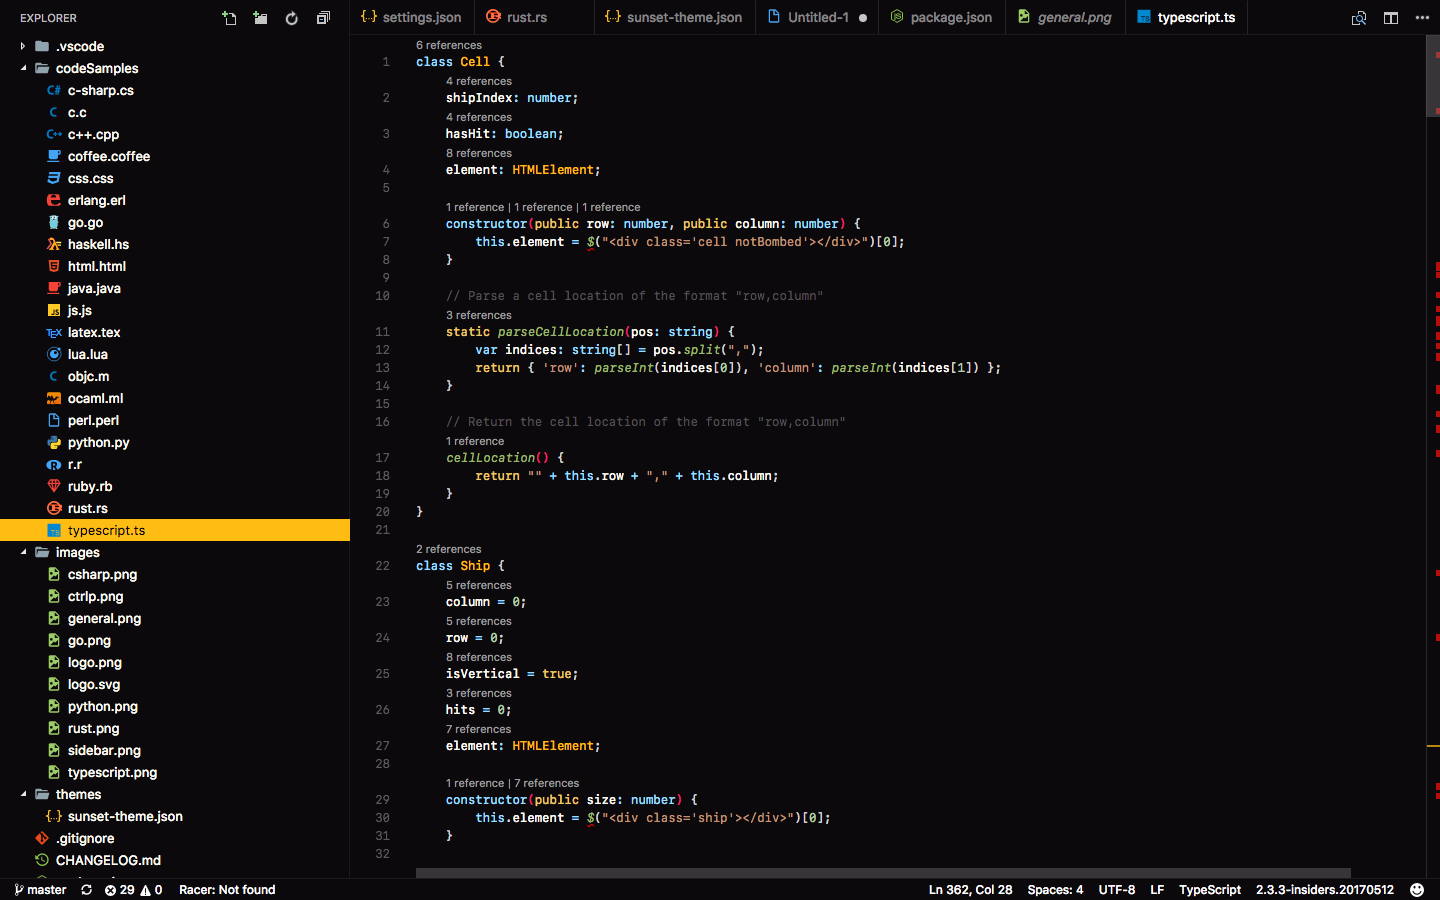 EXPLORER
.vscode
codeSamples
C# c-sharp.cs
C c.c
C++ c++.cpp
coffee.coffee
css.css
erlang.erl
go.go
haskell.hs
html.html
java.java
JS js.js
TEX latex.tex
lua.lua
C objc.m
ocaml.ml
perl.perl
python.py
R r.r
ruby.rb
rust.rs
TS typescript.ts
images
csharp.png
ctrlp.png
general.png
go.png
logo.png
logo.svg
python.png
rust.png
sidebar.png
typescript.png
themes
{..} sunset-theme.json
.gitignore
CHANGELOG.md
{..} settings.json rust.rs {..} sunset-theme.json Untitled-1 ● package.json general.png TS typescript.ts
6 references
1 class Cell {
4 references
2 shipIndex: number;
4 references
3 hasHit: boolean;
8 references
4 element: HTMLElement;
5
1 reference | 1 reference | 1 reference
6 constructor(public row: number, public column: number) {
7 this.element = $("<div class='cell notBombed'></div>")[0];
8 }
9
10 // Parse a cell location of the format "row,column"
3 references
11 static parseCellLocation(pos: string) {
12 var indices: string[] = pos.split(",");
13 return { 'row': parseInt(indices[0]), 'column': parseInt(indices[1]) };
14 }
15
16 // Return the cell location of the format "row,column"
1 reference
17 cellLocation() {
18 return "" + this.row + "," + this.column;
19 }
20 }
21
2 references
22 class Ship {
5 references
23 column = 0;
5 references
24 row = 0;
8 references
25 isVertical = true;
3 references
26 hits = 0;
7 references
27 element: HTMLElement;
28
1 reference | 7 references
29 constructor(public size: number) {
30 this.element = $("<div class='ship'></div>")[0];
31 }
32
master 29 0 Racer: Not found Ln 362, Col 28 Spaces: 4 UTF-8 LF TypeScript 2.3.3-insiders.20170512